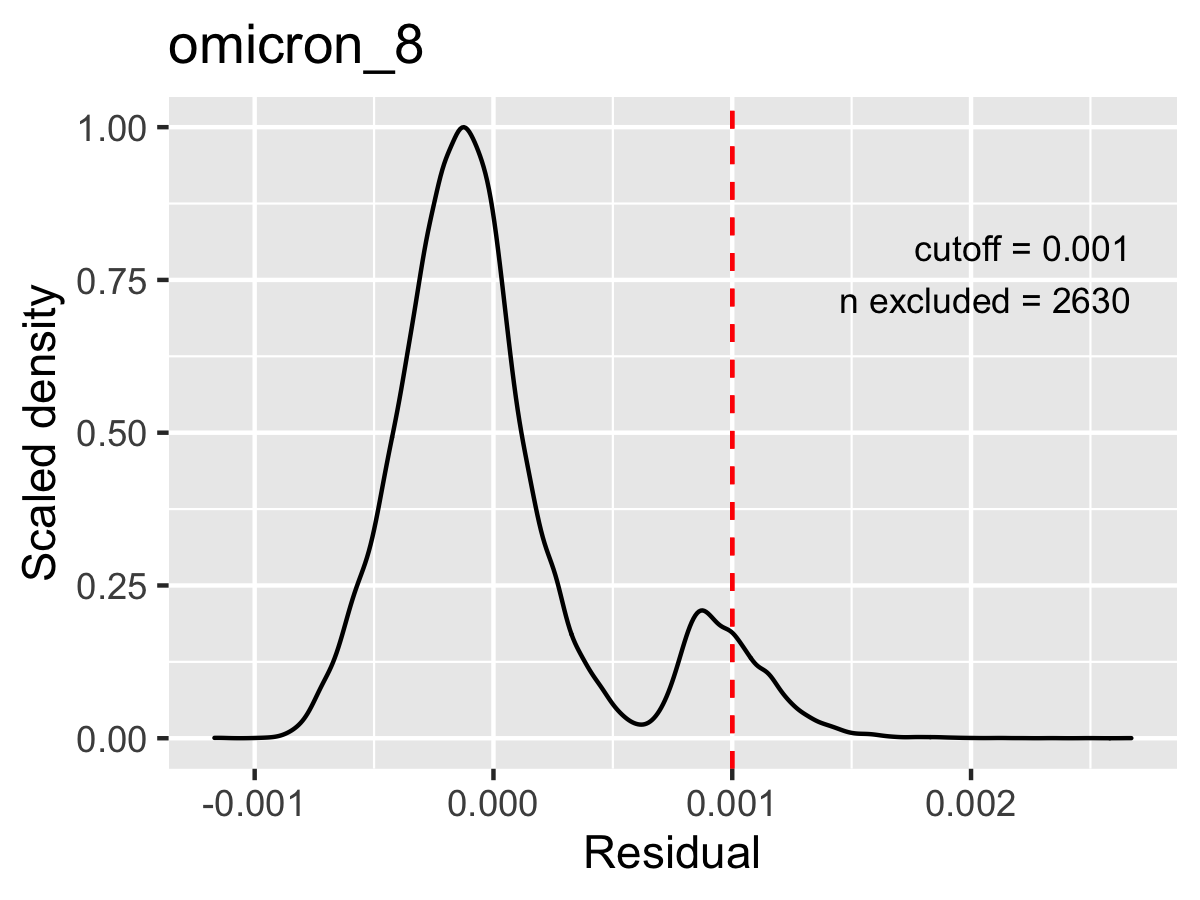 omicron_8
1.00
0.75
0.50
0.25
0.00
Scaled density
cutoff = 0.001
n excluded = 2630
-0.001
0.000
0.001
0.002
Residual